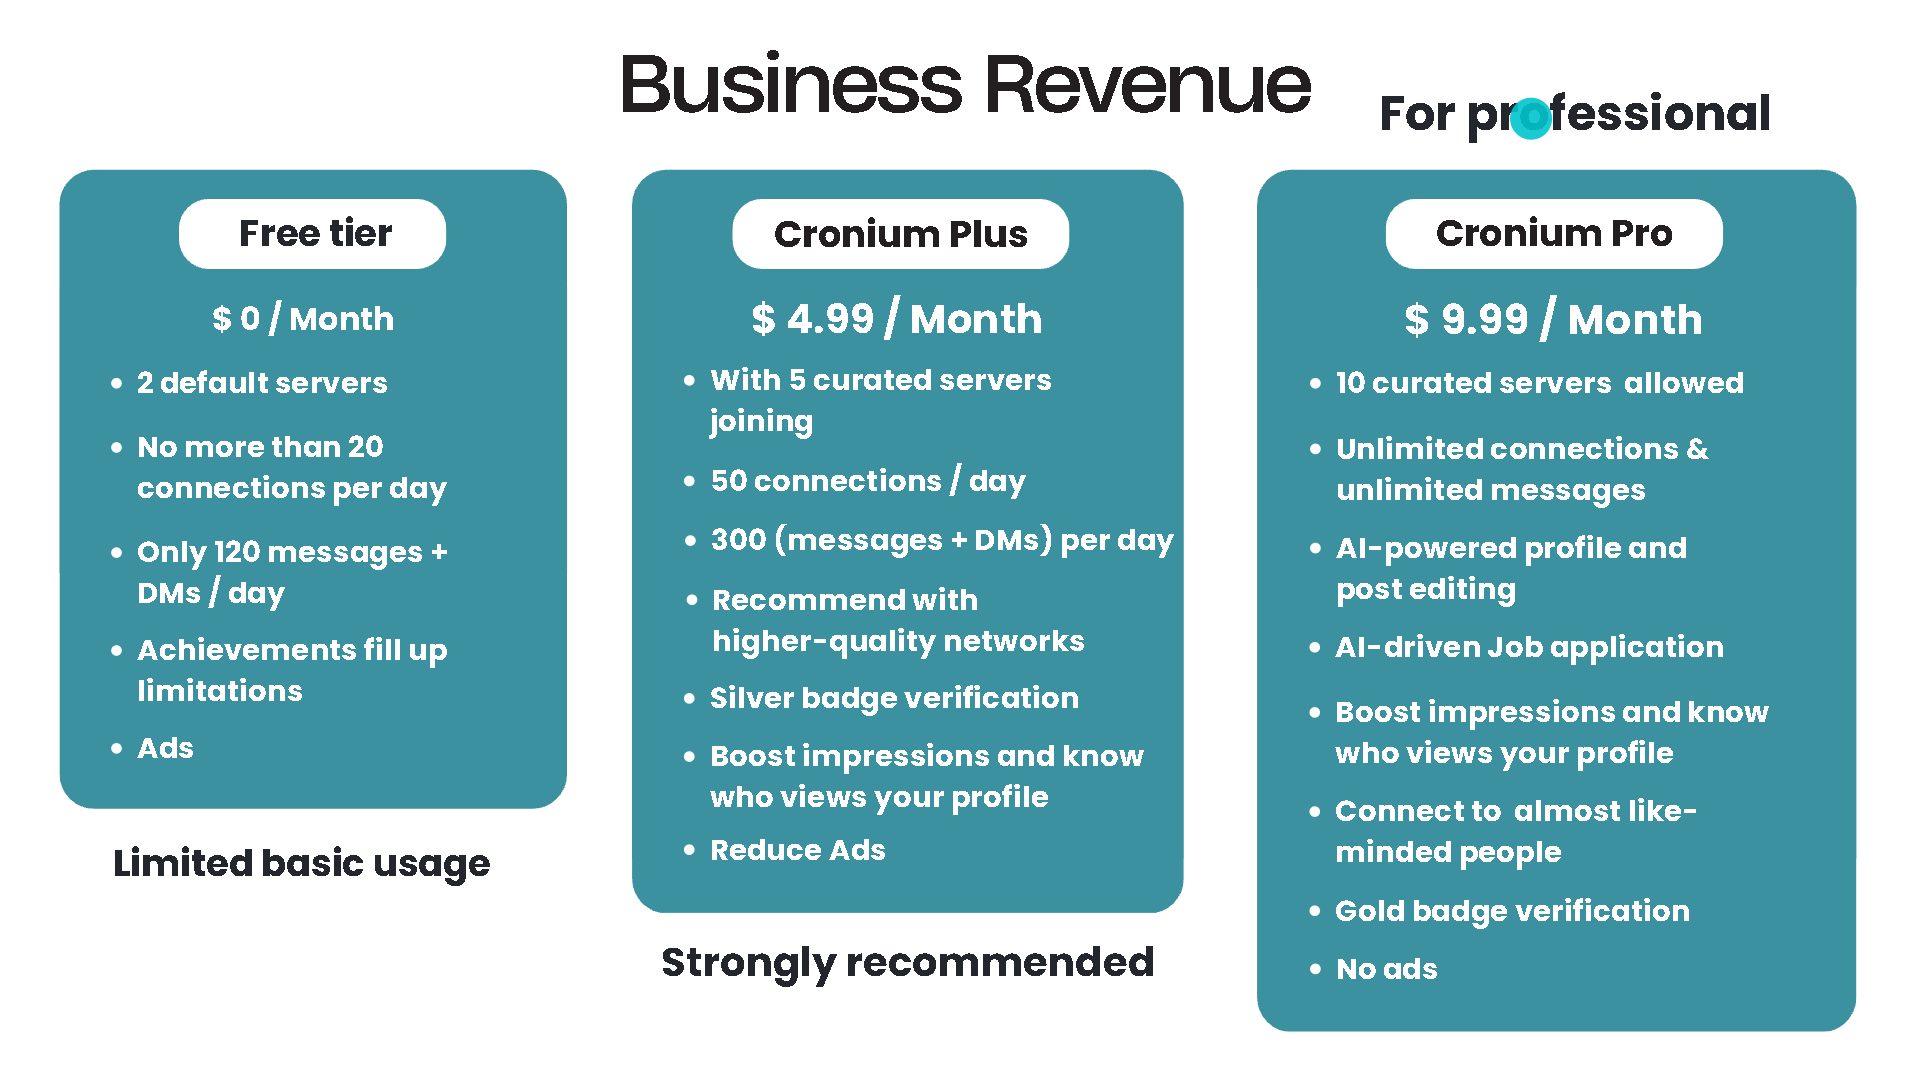 Business Revenue
For professional
Free tier
$ 0 / Month
• 2 default servers
• No more than 20
connections per day
• Only 120 messages +
DMs / day
• Achievements fill up
limitations
• Ads
Limited basic usage
Cronium Plus
$ 4.99 / Month
• With 5 curated servers
joining
• 50 connections / day
• 300 (messages + DMs) per day
• Recommend with
higher-quality networks
• Silver badge verification
• Boost impressions and know
who views your profile
• Reduce Ads
Strongly recommended
Cronium Pro
$ 9.99 / Month
• 10 curated servers allowed
• Unlimited connections &
unlimited messages
• AI-powered profile and
post editing
• AI-driven Job application
• Boost impressions and know
who views your profile
• Connect to almost like-
minded people
• Gold badge verification
• No ads